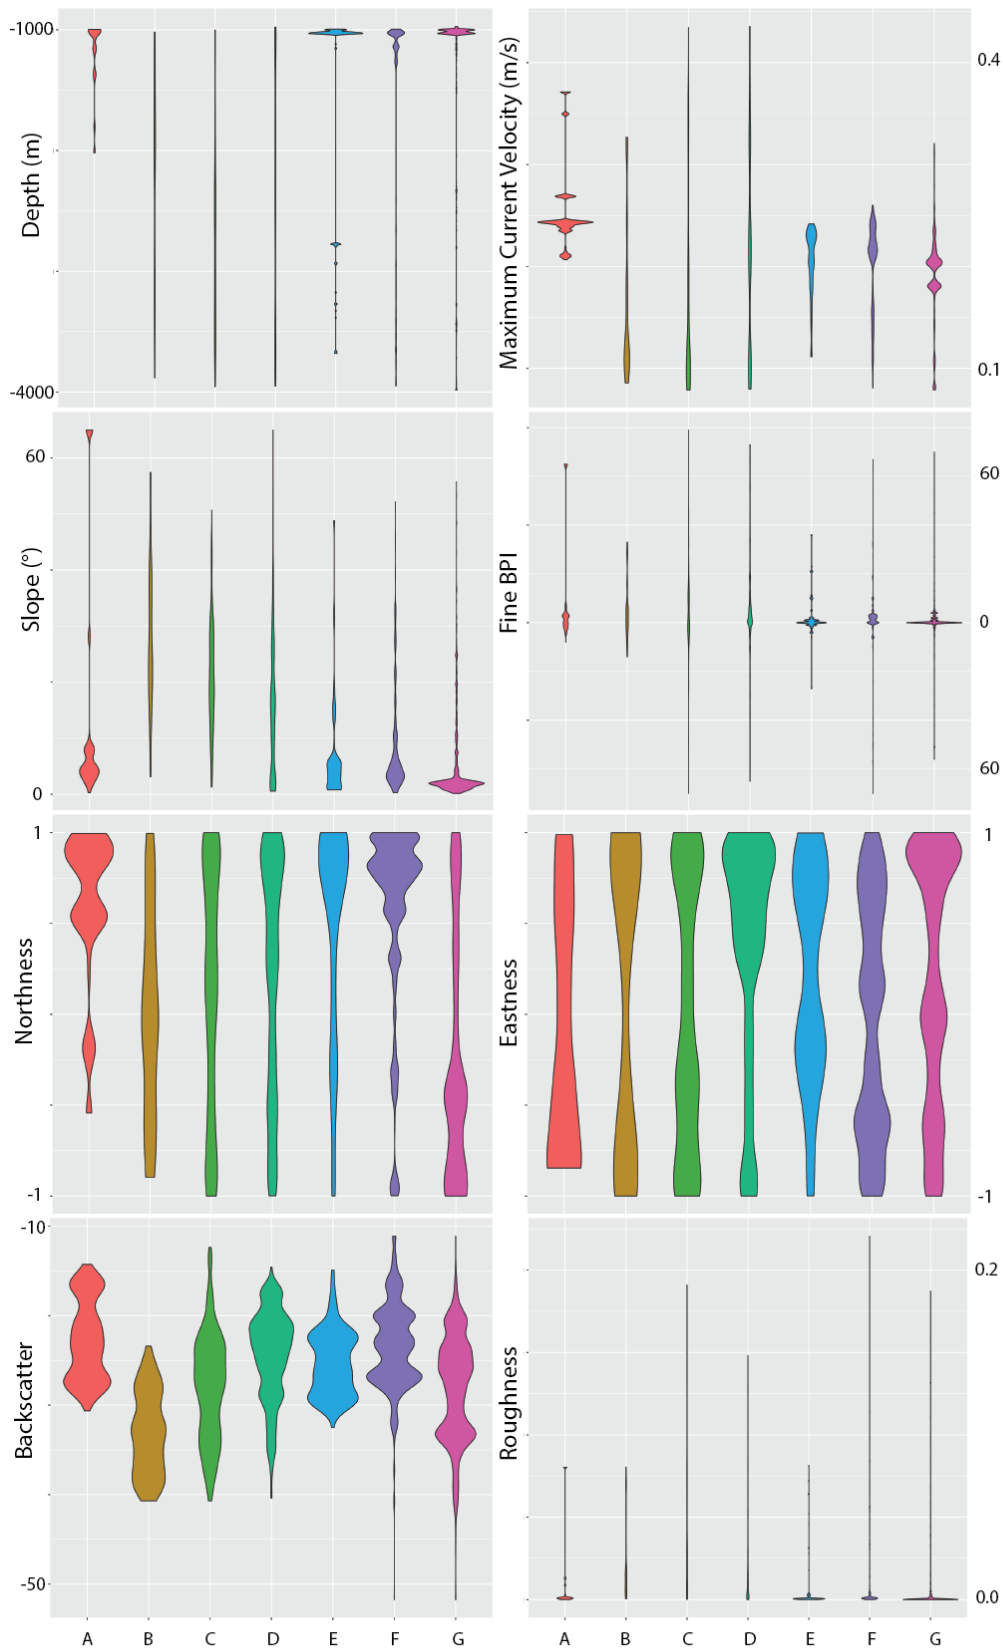 -1000
Depth (m)
-4000
Maximum Current Velocity (m/s)
0.4
0.1
60
Slope (°)
0
Fine BPI
60
0
60
1
Northness
-1
Eastness
1
-1
-10
Backscatter
-50
Roughness
0.2
0.0
A B C D E F G
A B C D E F G